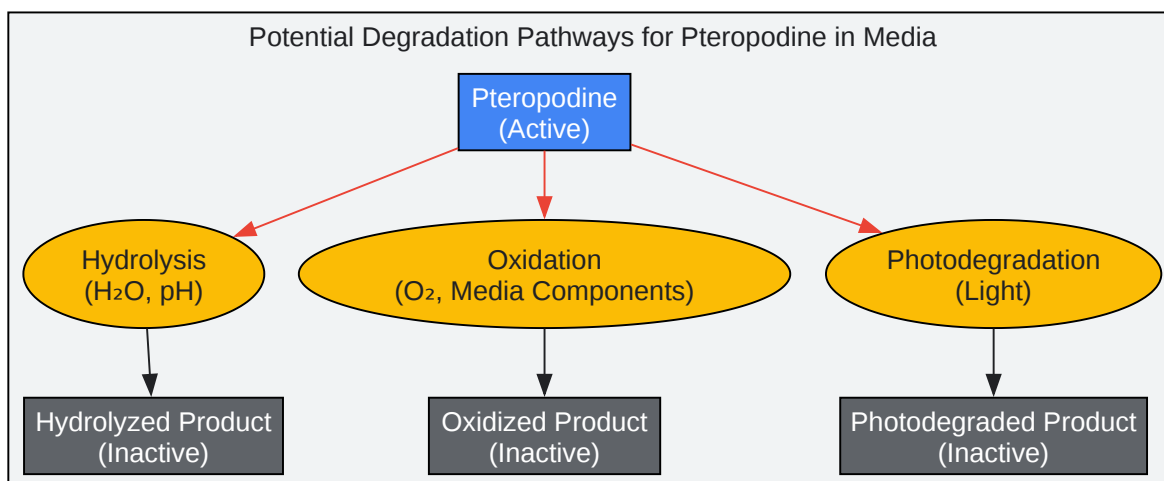 Potential Degradation Pathways for Pteropodine in Media
Pteropodine
(Active)
Hydrolysis
(H₂O, pH)
Oxidation
(O₂, Media Components)
Photodegradation
(Light)
Hydrolyzed Product
(Inactive)
Oxidized Product
(Inactive)
Photodegraded Product
(Inactive)